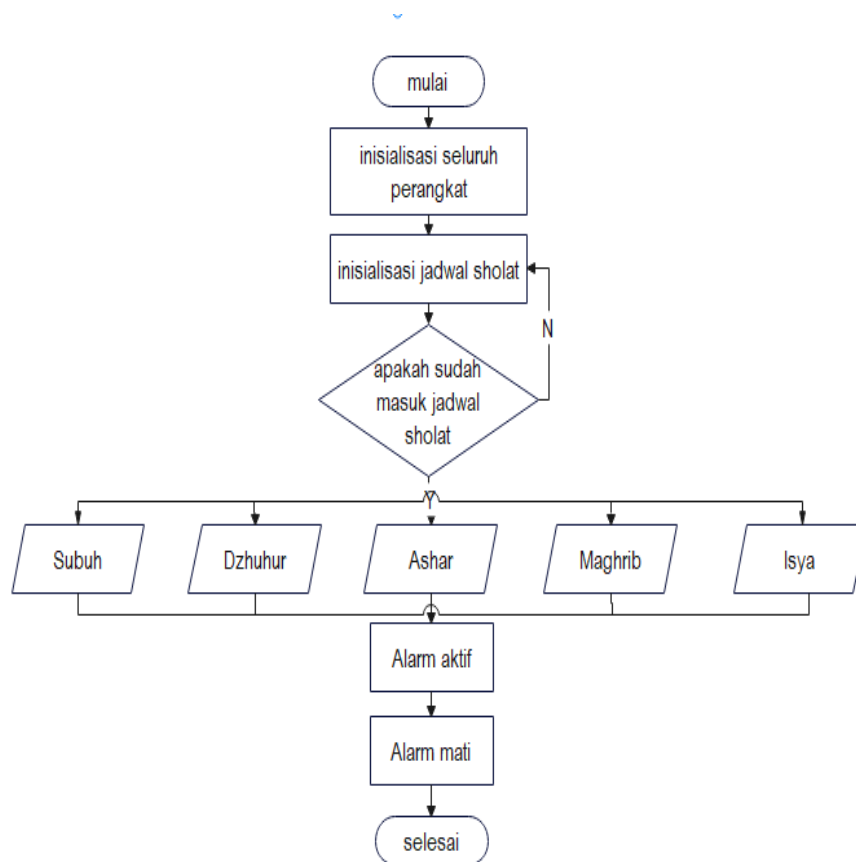 mulai
inisialisasi seluruh
perangkat
inisialisasi jadwal sholat
N
apakah sudah
masuk jadwal
sholat
Y
Subuh
Dzhuhur
Ashar
Maghrib
Isya
Alarm aktif
Alarm mati
selesai